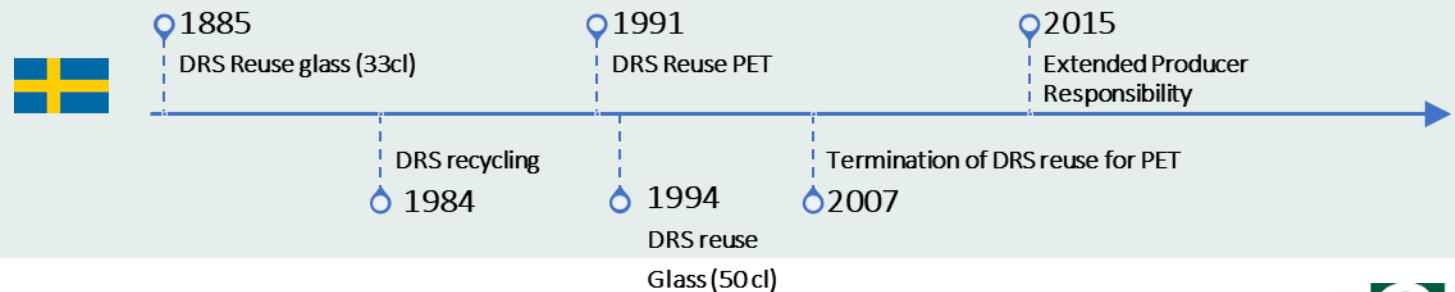 1885
DRS Reuse glass (33cl)
1991
DRS Reuse PET
2015
Extended Producer
Responsibility
DRS recycling
1984
1994
DRS reuse
Glass (50 cl)
Termination of DRS reuse for PET
2007